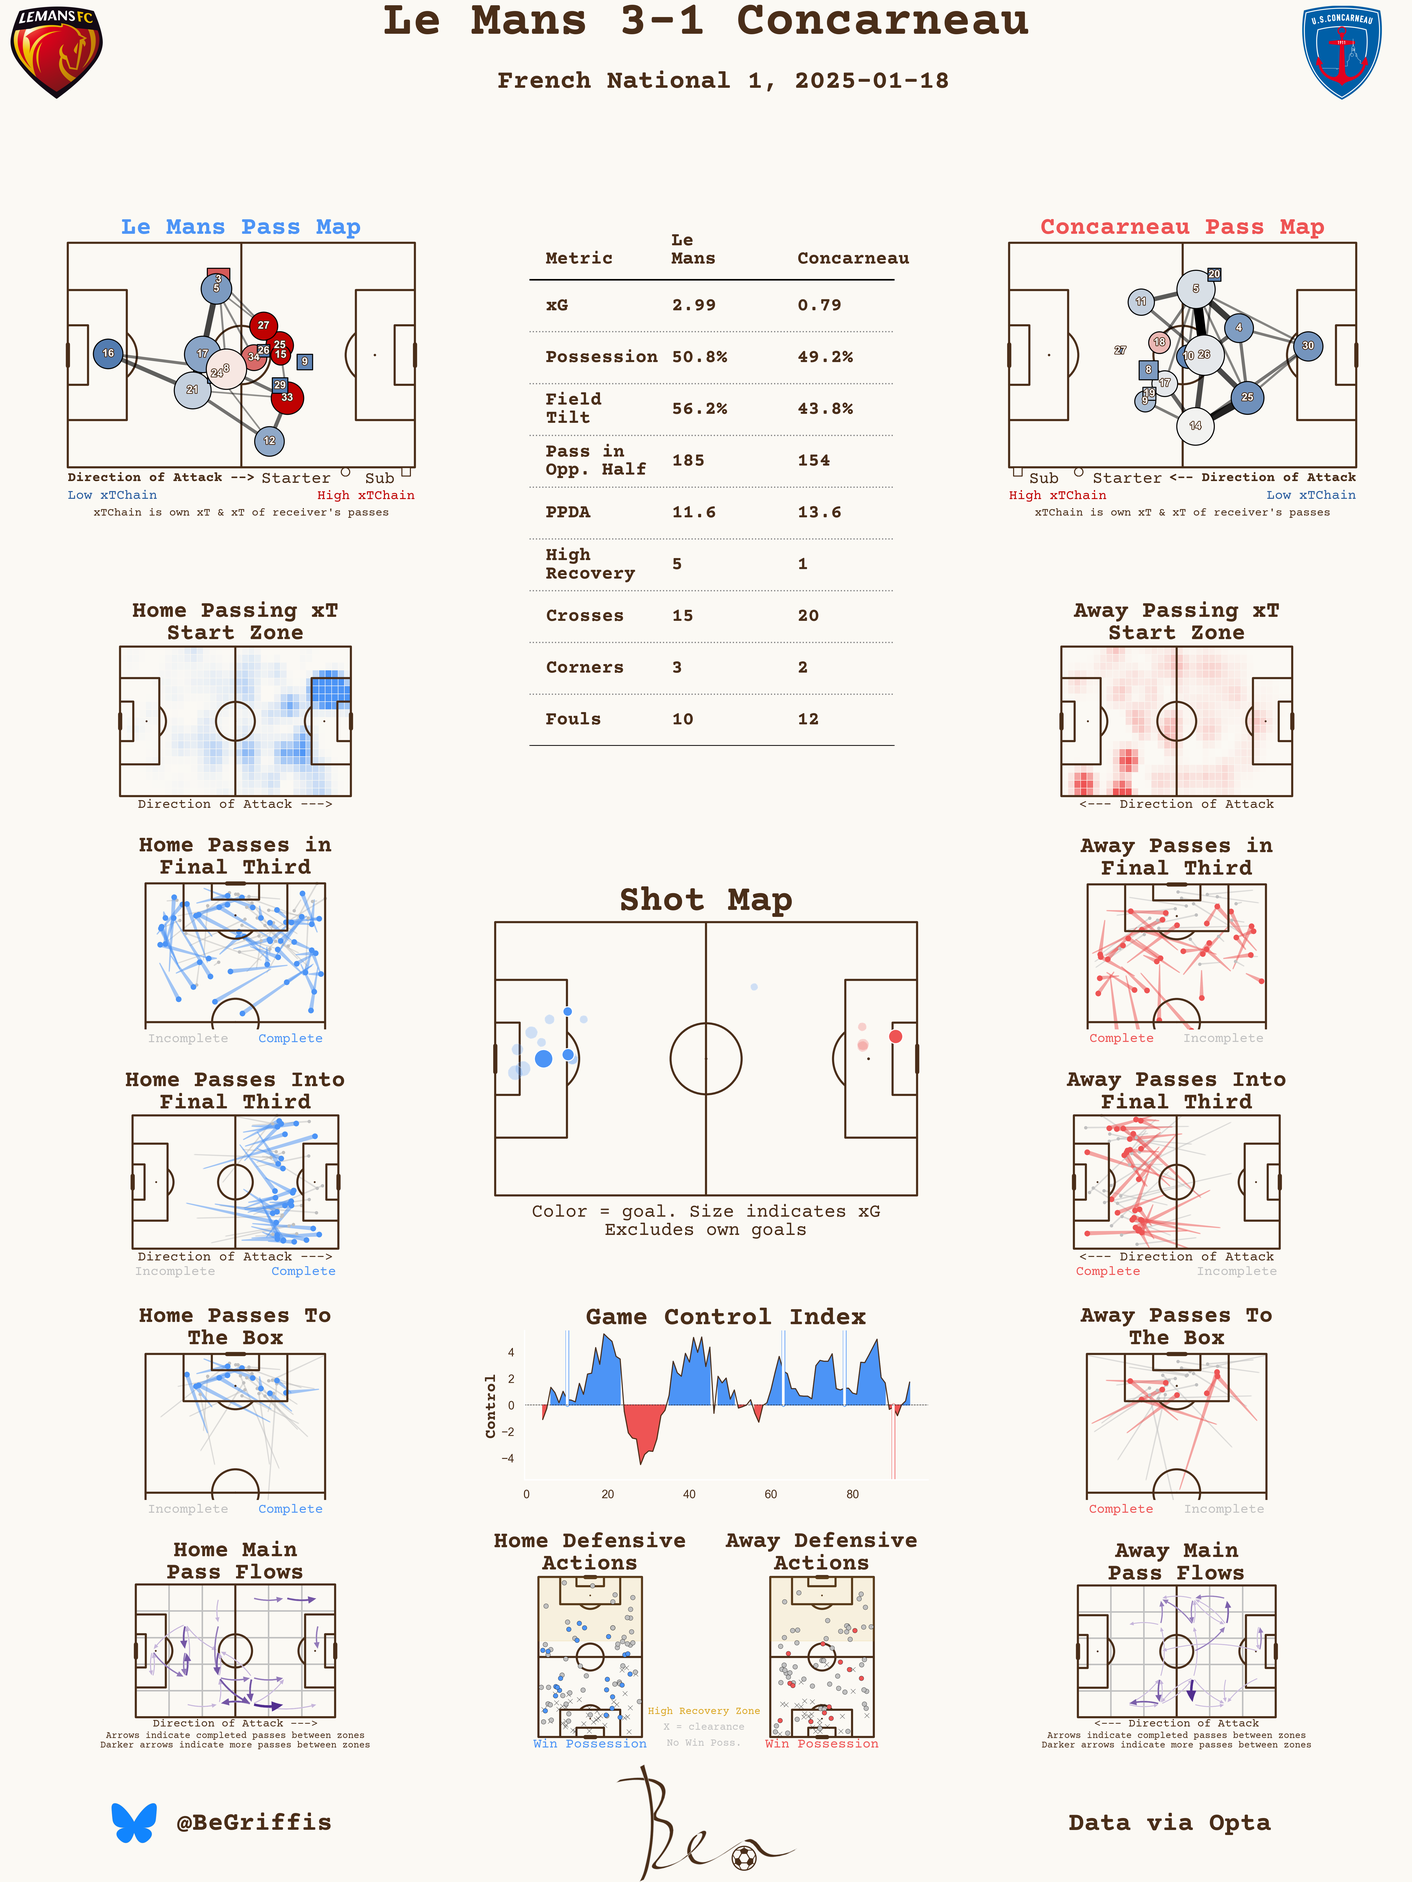 LEMANS FC
Le Mans 3-1 Concarneau
U.S.CONCARNEAU
French National 1, 2025-01-18
Le Mans Pass Map
3
5
27
25
15
26
34
16
17
8
24
9
29
21
33
12
Direction of Attack --> Starter Sub
Low xTChain High xTChain
xTChain is own xT & xT of receiver's passes
Metric Le Mans Concarneau
xG 2.99 0.79
Possession 50.8% 49.2%
Field Tilt 56.2% 43.8%
Pass in Opp. Half 185 154
PPDA 11.6 13.6
High Recovery 5 1
Crosses 15 20
Corners 3 2
Fouls 10 12
Concarneau Pass Map
20
5
11
4
18
30
27
10
26
8
17
19
9
25
14
Sub Starter <-- Direction of Attack
High xTChain Low xTChain
xTChain is own xT & xT of receiver's passes
Home Passing xT
Start Zone
Direction of Attack --->
Away Passing xT
Start Zone
<--- Direction of Attack
Home Passes in
Final Third
Incomplete Complete
Away Passes in
Final Third
Complete Incomplete
Shot Map
Color = goal. Size indicates xG
Excludes own goals
Home Passes Into
Final Third
Direction of Attack --->
Incomplete Complete
Away Passes Into
Final Third
<--- Direction of Attack
Complete Incomplete
Home Passes To
The Box
Incomplete Complete
Game Control Index
Control
4
2
0
−2
−4
0 20 40 60 80
Away Passes To
The Box
Complete Incomplete
Home Main
Pass Flows
Direction of Attack --->
Arrows indicate completed passes between zones
Darker arrows indicate more passes between zones
Home Defensive
Actions
Win Possession
High Recovery Zone
X = clearance
No Win Poss.
Away Defensive
Actions
Win Possession
Away Main
Pass Flows
<--- Direction of Attack
Arrows indicate completed passes between zones
Darker arrows indicate more passes between zones
@BeGriffis
Ben
Data via Opta